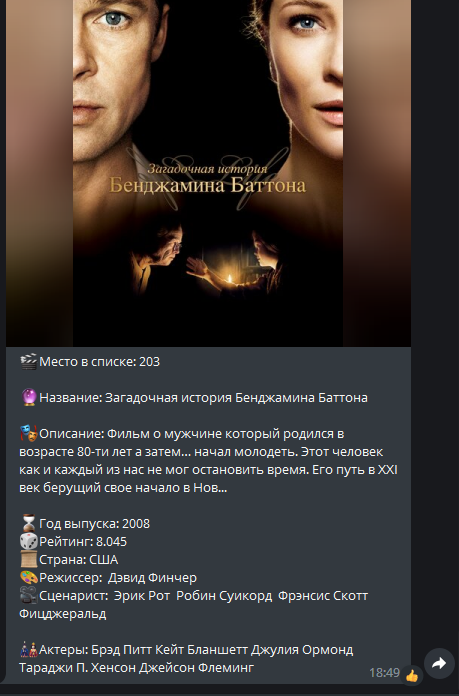 Загадочная история
Бенджамина Баттона
Место в списке: 203
Название: Загадочная история Бенджамина Баттона
Описание: Фильм о мужчине который родился в
возрасте 80-ти лет а затем... начал молодеть. Этот человек
как и каждый из нас не мог остановить время. Его путь в XXI
век берущий свое начало в Нов...
Год выпуска: 2008
Рейтинг: 8.045
Страна: США
Режиссер: Дэвид Финчер
Сценарист: Эрик Рот Робин Суикорд Фрэнсис Скотт
Фицджеральд
Актеры: Брэд Питт Кейт Бланшетт Джулия Ормонд
Тараджи П. Хенсон Джейсон Флеминг
18:49